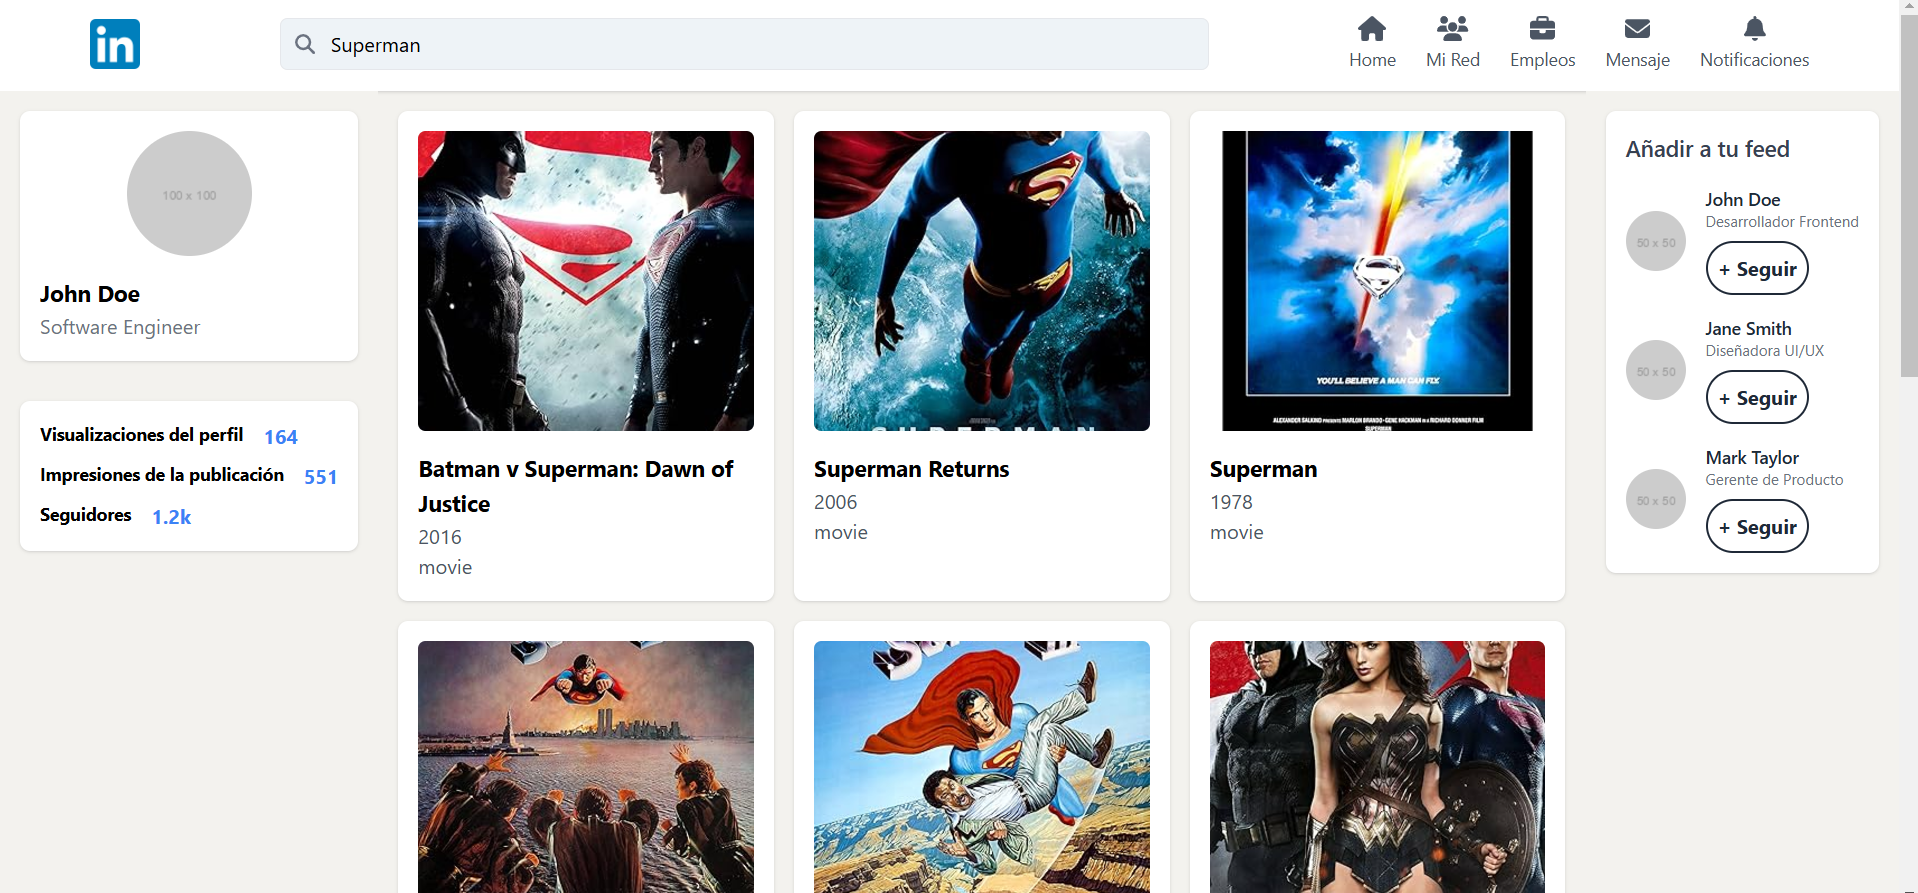 in
Superman
Home
Mi Red
Empleos
Mensaje
Notificaciones
100 x 100
John Doe
Software Engineer
Visualizaciones del perfil 164
Impresiones de la publicación 551
Seguidores 1.2k
Batman v Superman: Dawn of
Justice
2016
movie
SUPERMAN
Superman Returns
2006
movie
YOU'LL BELIEVE A MAN CAN FLY.
ALEXANDER SALKIND PRESENTS MARLON BRANDO · GENE HACKMAN IN A RICHARD DONNER FILM
SUPERMAN
Superman
1978
movie
Añadir a tu feed
50 x 50
John Doe
Desarrollador Frontend
+ Seguir
50 x 50
Jane Smith
Diseñadora UI/UX
+ Seguir
50 x 50
Mark Taylor
Gerente de Producto
+ Seguir